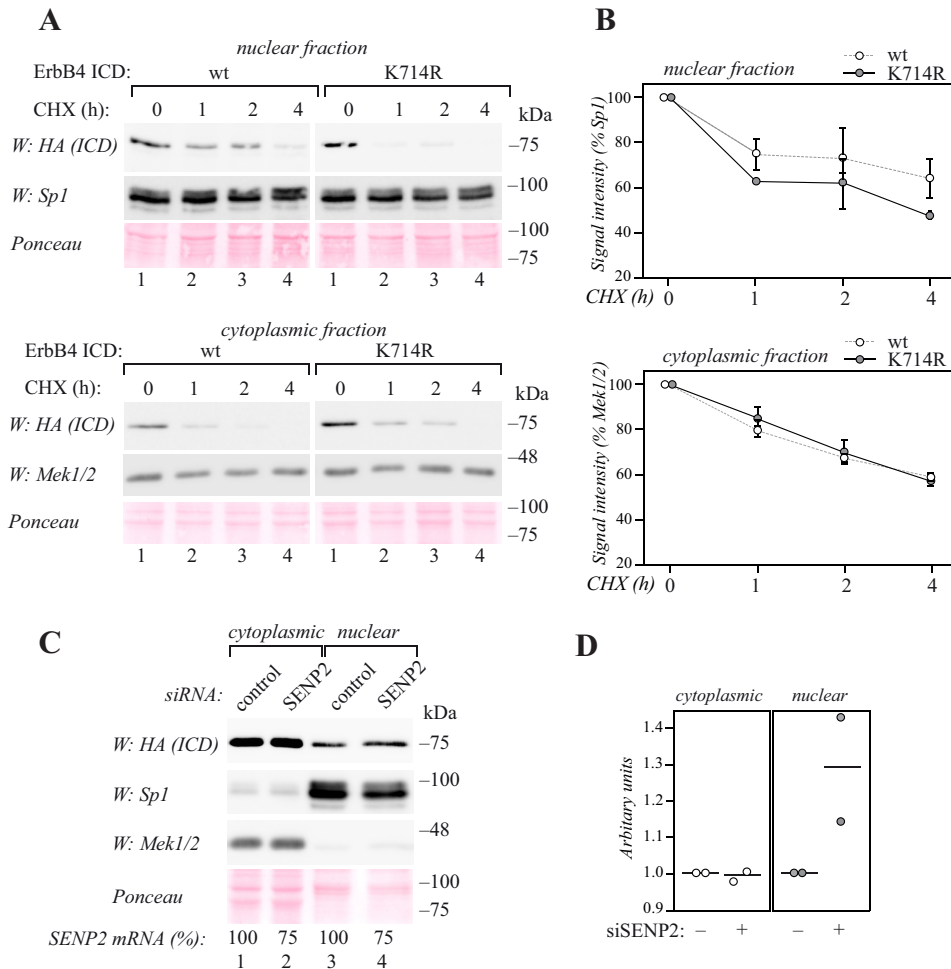 A
nuclear fraction
ErbB4 ICD: wt K714R
CHX (h): 0 1 2 4 0 1 2 4 kDa
W: HA (ICD) –75
W: Sp1 –100
Ponceau –100
–75
1 2 3 4 1 2 3 4
cytoplasmic fraction
ErbB4 ICD: wt K714R
CHX (h): 0 1 2 4 0 1 2 4 kDa
W: HA (ICD) –75
W: Mek1/2 –48
Ponceau –100
–75
1 2 3 4 1 2 3 4
B
wt
K714R
nuclear fraction
Signal intensity (% Sp1)
100
80
60
40
20
CHX (h) 0 1 2 4
wt
K714R
cytoplasmic fraction
Signal intensity (% Mek1/2)
100
80
60
40
20
CHX (h) 0 1 2 4
C
cytoplasmic nuclear
siRNA: control SENP2 control SENP2
kDa
W: HA (ICD) –75
W: Sp1 –100
W: Mek1/2 –48
Ponceau –100
–75
SENP2 mRNA (%): 100 75 100 75
1 2 3 4
D
cytoplasmic nuclear
Arbitary units
1.4
1.3
1.2
1.1
1.0
0.9
siSENP2: – + – +